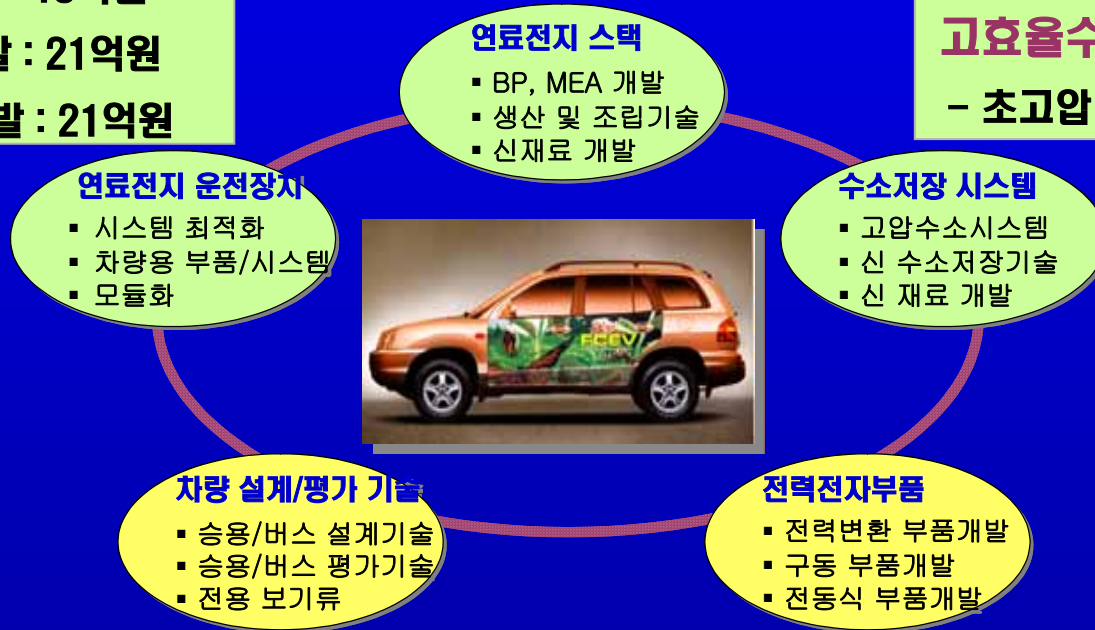 발 : 21억원
발 : 21억원
고효율수
- 초고압
연료전지 스택
▪ BP, MEA 개발
▪ 생산 및 조립기술
▪ 신재료 개발
연료전지 운전장치
▪ 시스템 최적화
▪ 차량용 부품/시스템
▪ 모듈화
수소저장 시스템
▪ 고압수소시스템
▪ 신 수소저장기술
▪ 신 재료 개발
FCEV
차량 설계/평가 기술
▪ 승용/버스 설계기술
▪ 승용/버스 평가기술
▪ 전용 보기류
전력전자부품
▪ 전력변환 부품개발
▪ 구동 부품개발
▪ 전동식 부품개발